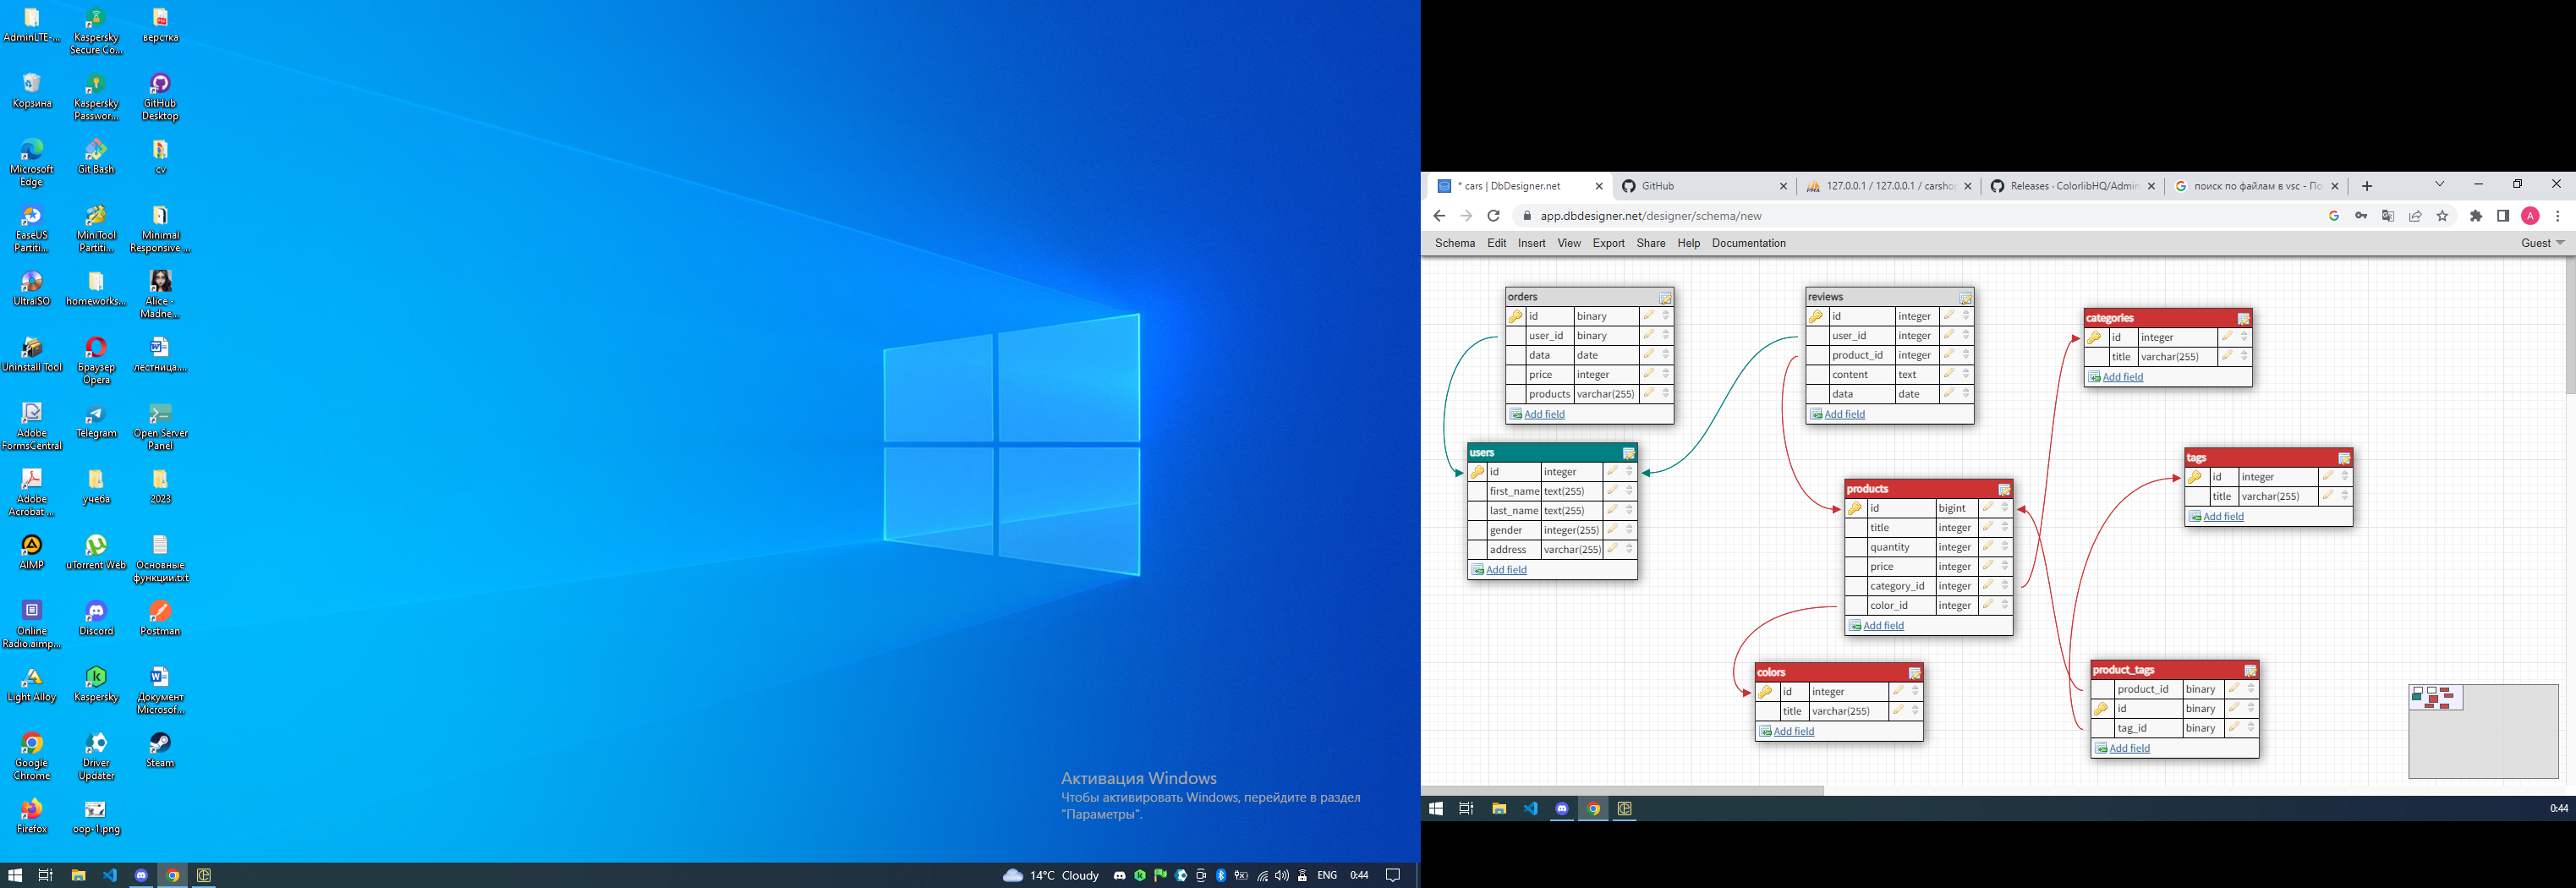 AdminLTE-...
Kaspersky
Secure Co...
верстка
Корзина
Kaspersky
Passwor...
GitHub
Desktop
Microsoft
Edge
Git Bash
cv
EaseUS
Partiti...
MiniTool
Partiti...
Minimal
Responsive ...
UltraISO
homeworks...
Alice -
Madne...
Uninstall Tool
Браузер
Opera
лестница....
Adobe
FormsCentral
Telegram
Open Server
Panel
Adobe
Acrobat ...
учеба
2023
AIMP
uTorrent Web
Основные
функции.txt
Online
Radio.aimp...
Discord
Postman
Light Alloy
Kaspersky
Документ
Microsof...
Google
Chrome
Driver
Updater
Steam
Firefox
oop-1.png
Активация Windows
Чтобы активировать Windows, перейдите в раздел
"Параметры".
14°C Cloudy
ENG
0:44
* cars | DbDesigner.net
GitHub
127.0.0.1 / 127.0.0.1 / carshop
Releases · ColorlibHQ/Admin
поиск по файлам в vsc - По
app.dbdesigner.net/designer/schema/new
A
Schema Edit Insert View Export Share Help Documentation
Guest
orders
id binary
user_id binary
data date
price integer
products varchar(255)
Add field
users
id integer
first_name text(255)
last_name text(255)
gender integer(255)
address varchar(255)
Add field
reviews
id integer
user_id integer
product_id integer
content text
data date
Add field
categories
id integer
title varchar(255)
Add field
tags
id integer
title varchar(255)
Add field
products
id bigint
title integer
quantity integer
price integer
category_id integer
color_id integer
Add field
colors
id integer
title varchar(255)
Add field
product_tags
product_id binary
id binary
tag_id binary
Add field
0:44